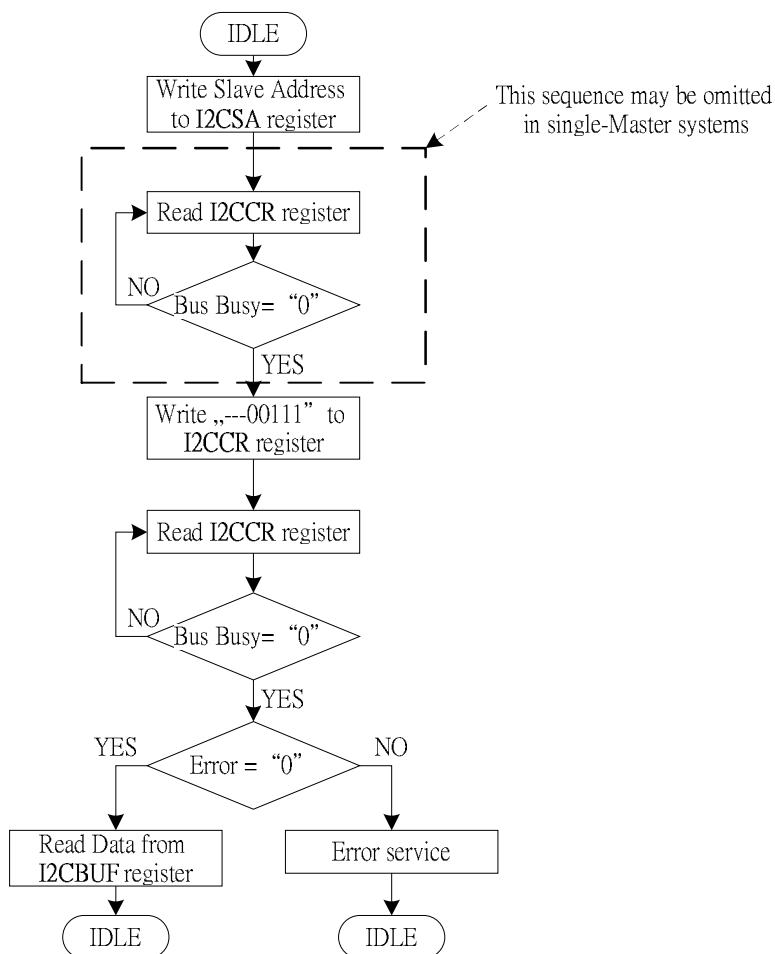 IDLE
Write Slave Address
to I2CSA register
This sequence may be omitted
in single-Master systems
Read I2CCR register
NO
Bus Busy= “0”
YES
Write „---00111” to
I2CCR register
Read I2CCR register
NO
Bus Busy= “0”
YES
YES
NO
Error = “0”
Read Data from
I2CBUF register
Error service
IDLE
IDLE